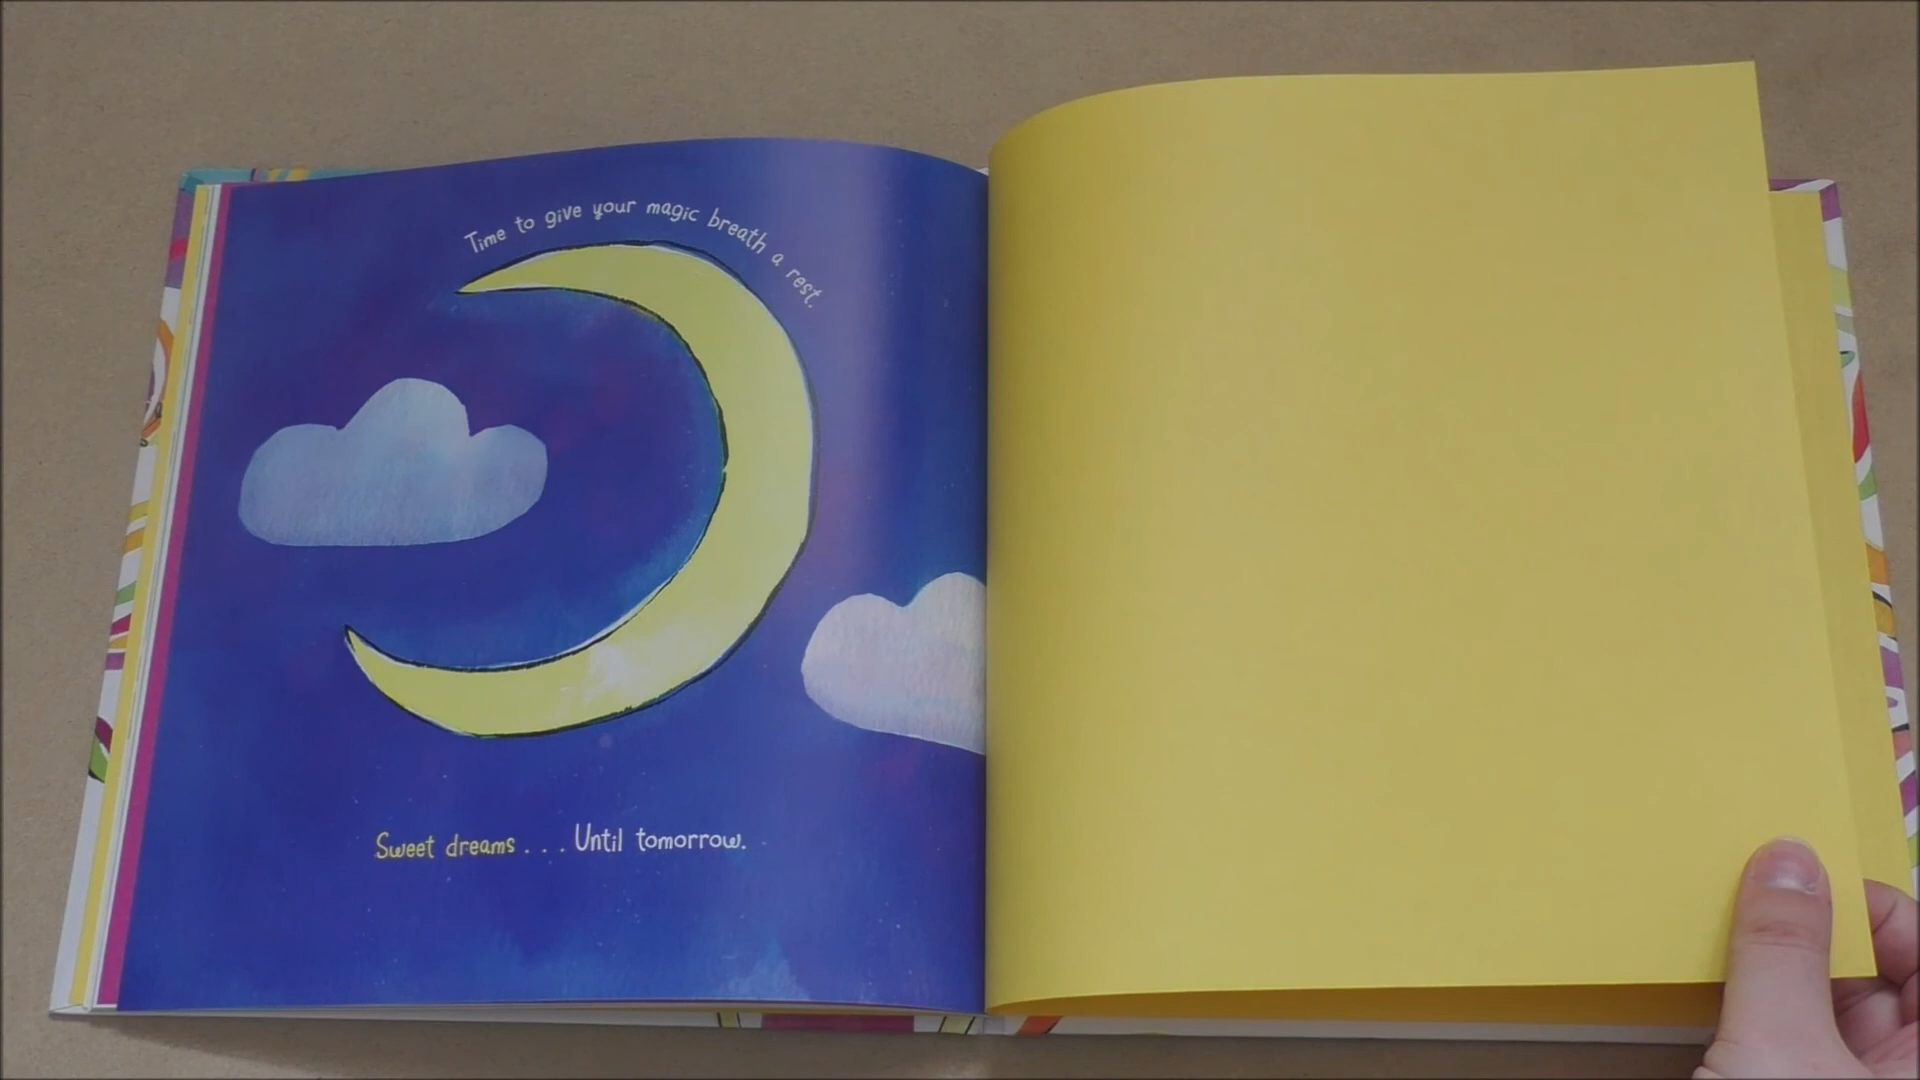 Time to give your magic breath a rest.
Sweet dreams . . . Until tomorrow.